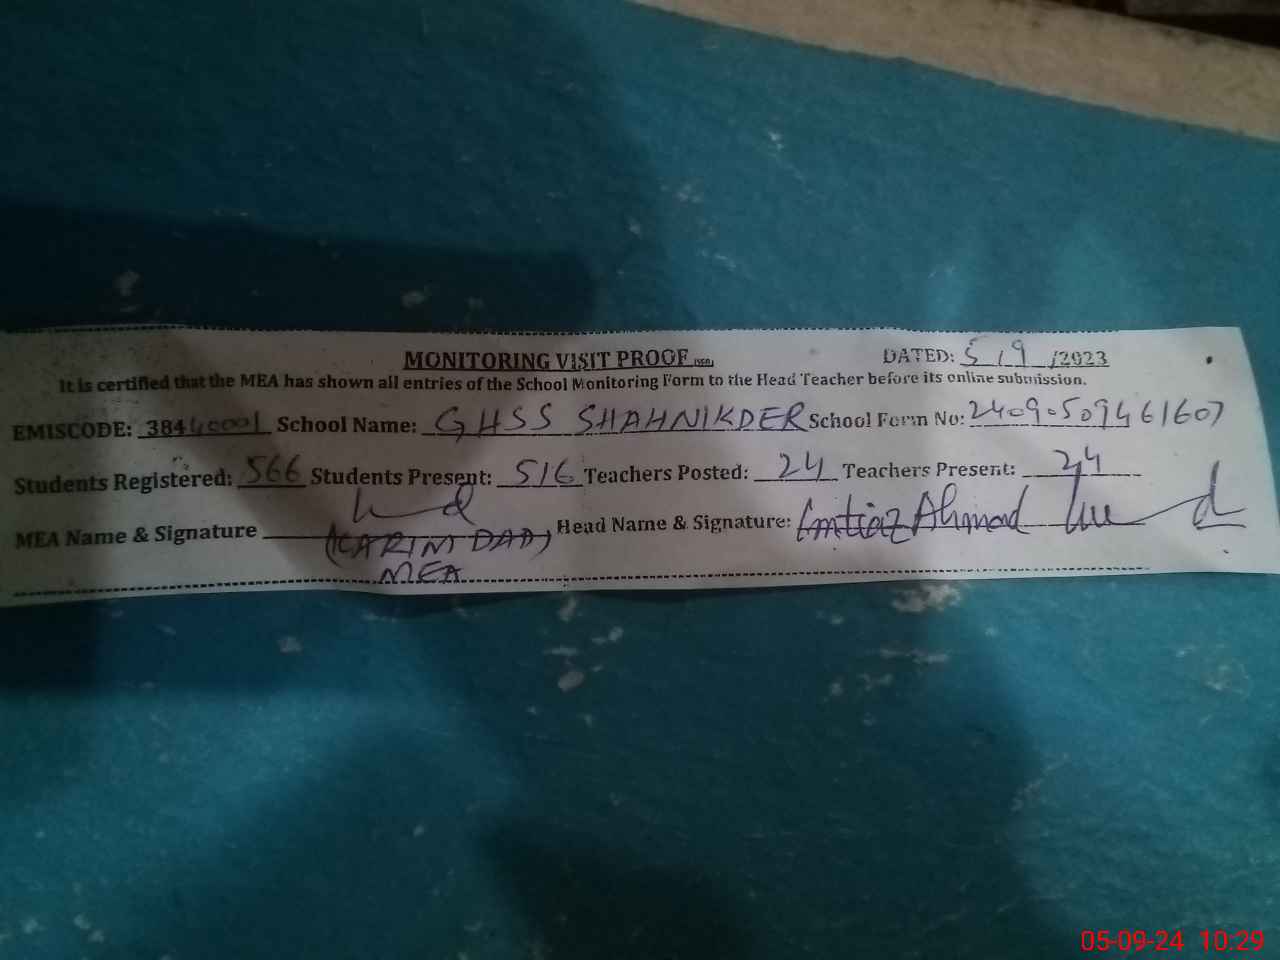 MONITORING VISIT PROOF
DATED: 5/9/2023
It is certified that the MEA has shown all entries of the School Monitoring Form to the Head Teacher before its online submission.
EMISCODE: 38440001 School Name: GHSS SHAHNIKDER School Form No: 24090509461607
Students Registered: 566 Students Present: 516 Teachers Posted: 24 Teachers Present: 24
MEA Name & Signature (KARIM DAD) Head Name & Signature: Imtiaz Ahmad
MEA
05-09-24 10:29